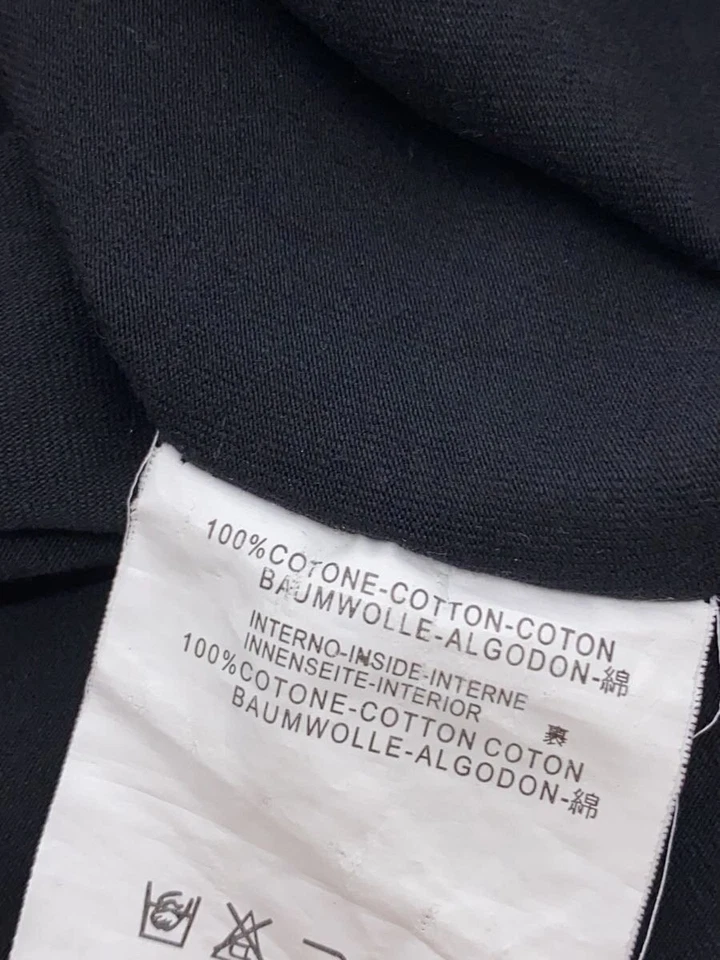 100%COTONE-COTTON-COTON
BAUMWOLLE-ALGODON-綿
INTERNO-INSIDE-INTERNE
INNENSEITE-INTERIOR 裏
100%COTONE-COTTON COTON
BAUMWOLLE-ALGODON-綿